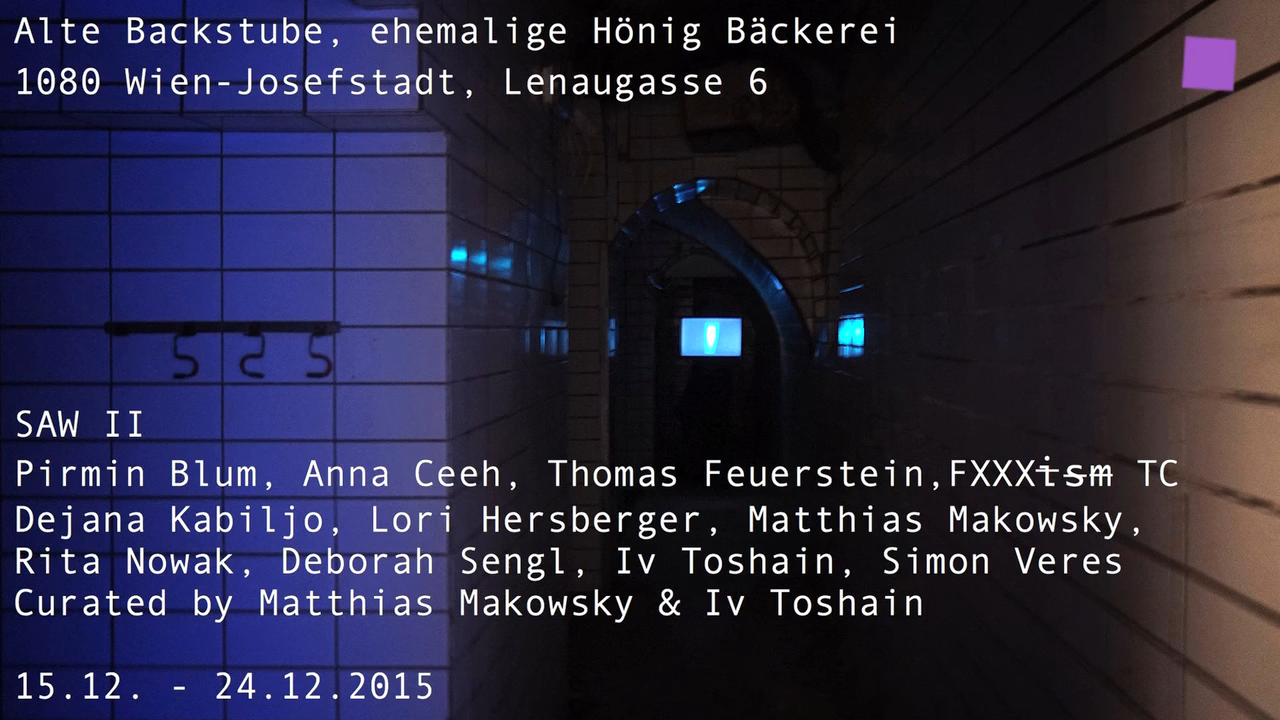 Alte Backstube, ehemalige Hönig Bäckerei
1080 Wien-Josefstadt, Lenaugasse 6
SAW II
Pirmin Blum, Anna Ceeh, Thomas Feuerstein,FXXXism TC
Dejana Kabiljo, Lori Hersberger, Matthias Makowsky,
Rita Nowak, Deborah Sengl, Iv Toshain, Simon Veres
Curated by Matthias Makowsky & Iv Toshain
15.12. - 24.12.2015